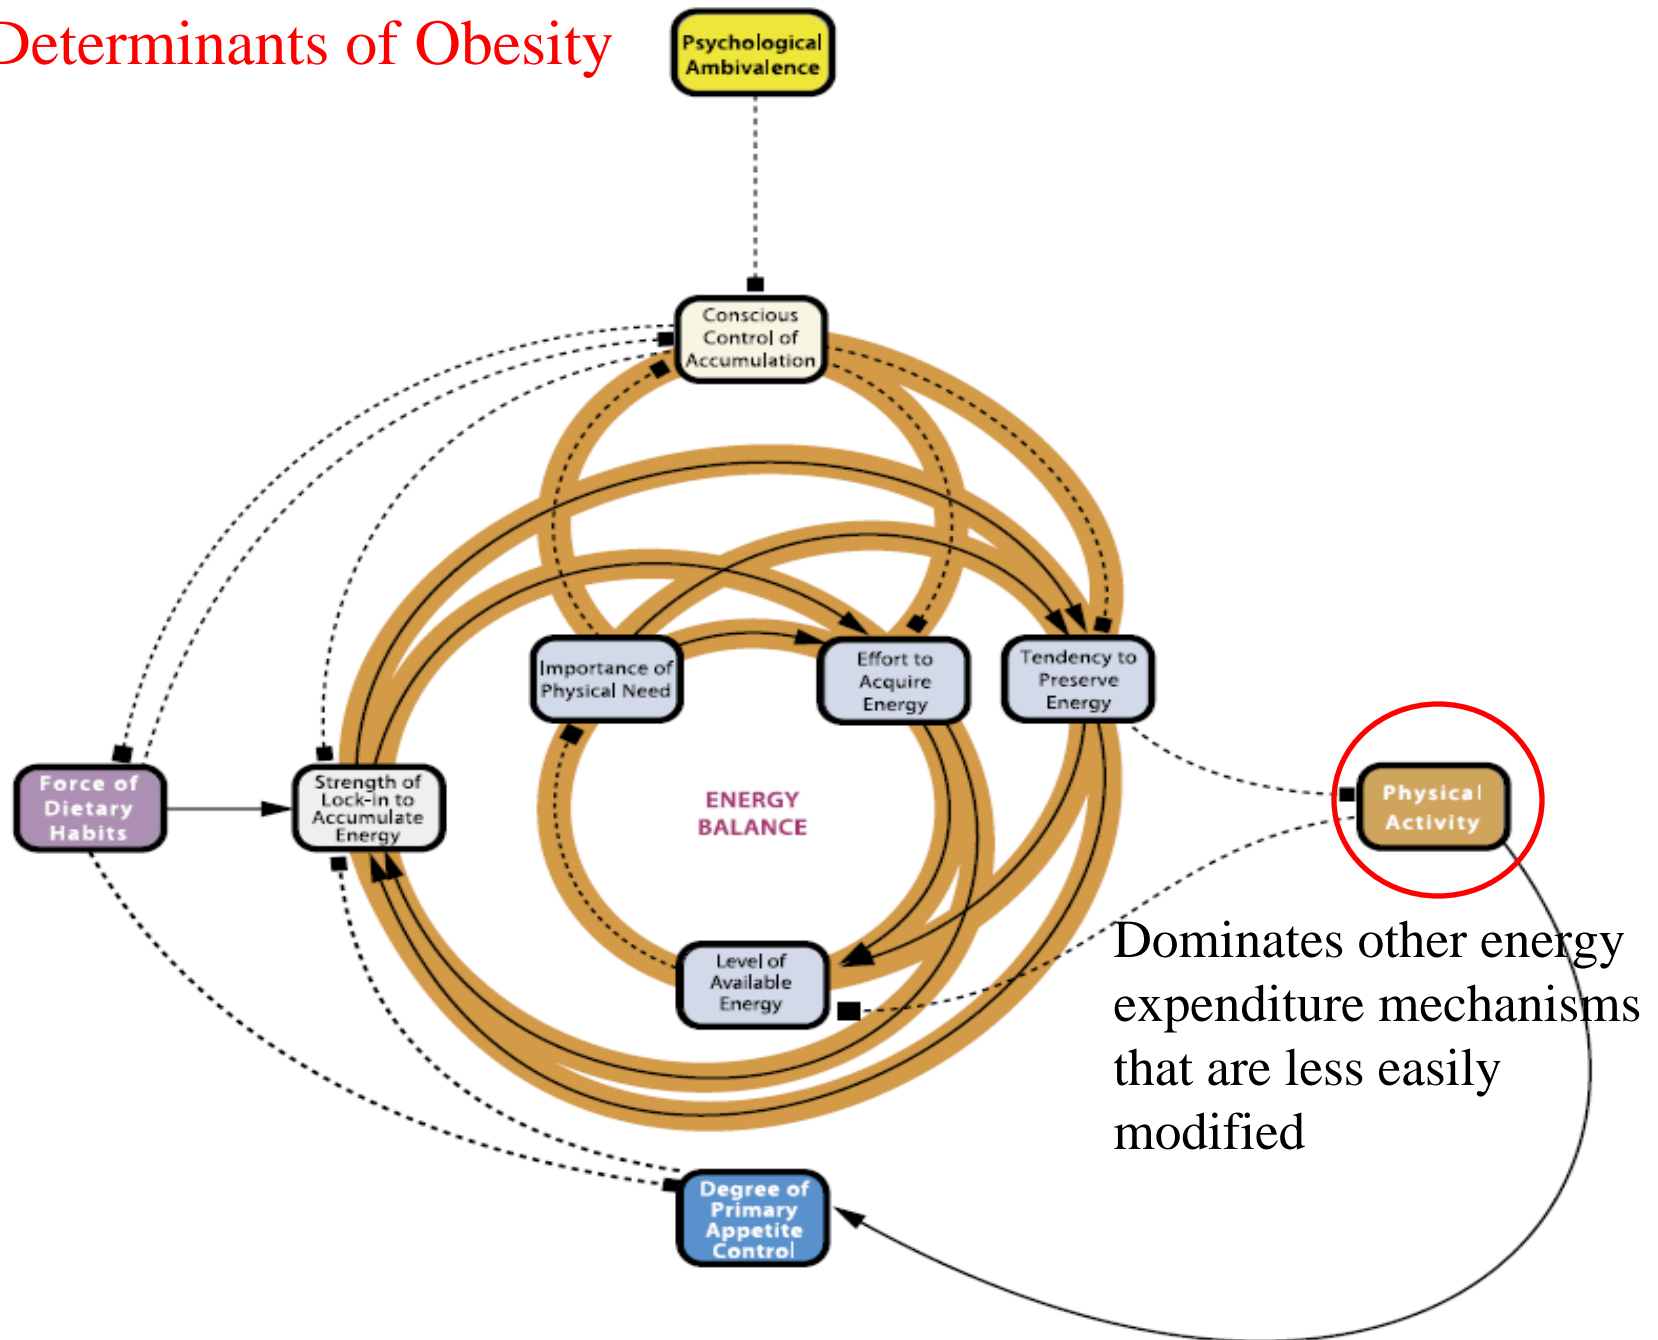 Determinants of Obesity
Psychological
Ambivalence
Conscious
Control of
Accumulation
Importance of
Physical Need
Effort to
Acquire
Energy
Tendency to
Preserve
Energy
Force of
Dietary
Habits
Strength of
Lock-in to
Accumulate
Energy
ENERGY
BALANCE
Physical
Activity
Level of
Available
Energy
Dominates other energy
expenditure mechanisms
that are less easily
modified
Degree of
Primary
Appetite
Control